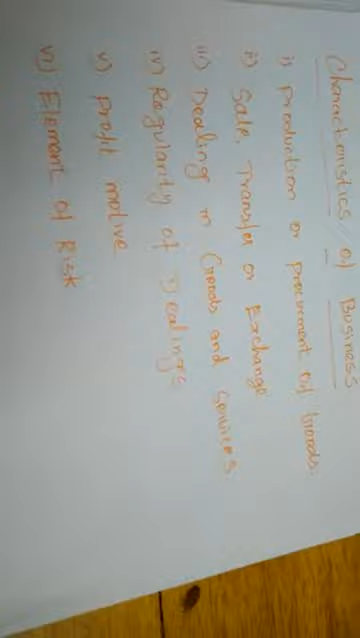 Characteristics of Business
i) Production or procurement of Goods.
ii) Sale, Transfer or Exchange
iii) Dealing in Goods and Services
iv) Regularity of Dealings
v) Profit motive
vi) Element of Risk